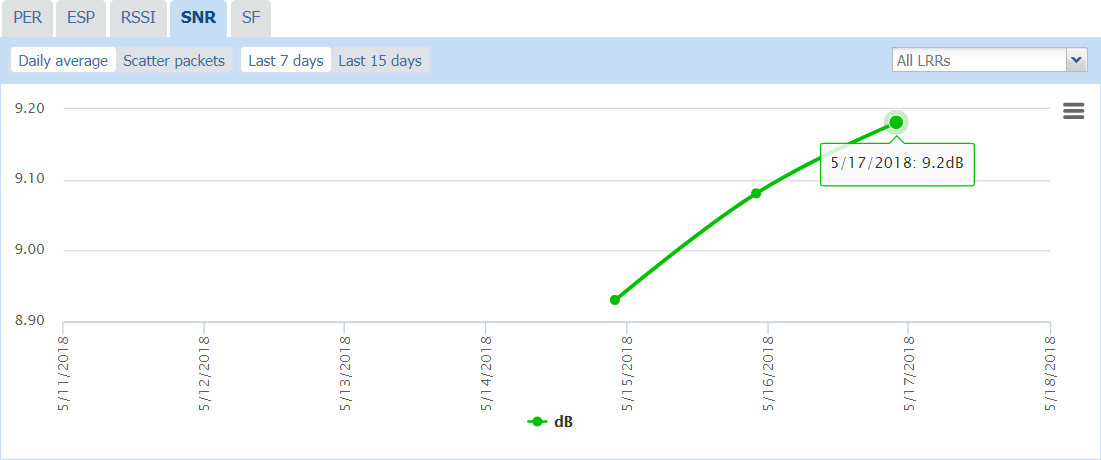 PER ESP RSSI SNR SF
Daily average Scatter packets Last 7 days Last 15 days All LRRs
9.20
9.10
9.00
8.90
5/17/2018: 9.2dB
5/11/2018 5/12/2018 5/13/2018 5/14/2018 5/15/2018 5/16/2018 5/17/2018 5/18/2018
dB